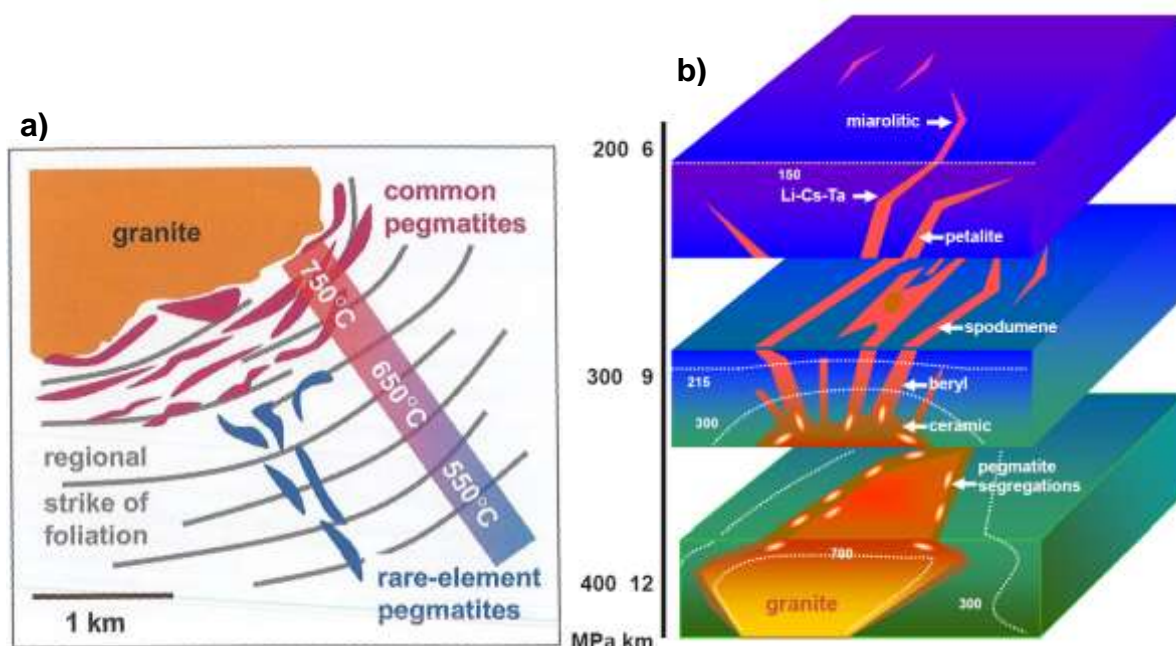 a)
granite
common
pegmatites
750°C
650°C
550°C
regional
strike of
foliation
rare-element
pegmatites
1 km
b)
miarolitic
200 6
150
Li-Cs-Ta
petalite
spodumene
300 9
215
beryl
300
ceramic
pegmatite
segregations
700
400 12
granite
300
MPa km